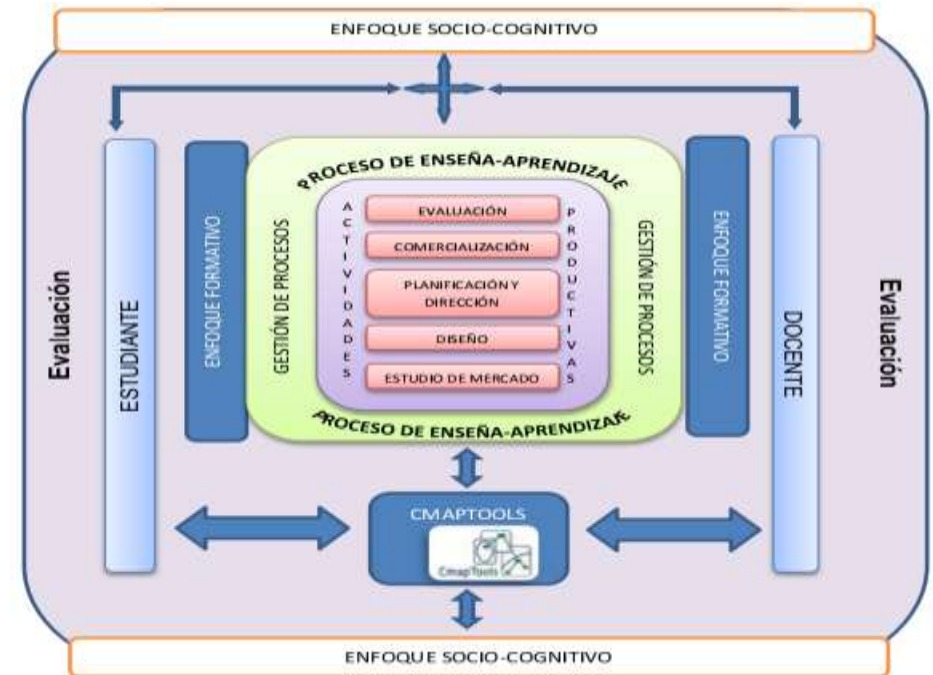 ENFOQUE SOCIO-COGNITIVO
Evaluación
ESTUDIANTE
ENFOQUE FORMATIVO
GESTIÓN DE PROCESOS
PROCESO DE ENSEÑA-APRENDIZAJE
ACTIVIDADES
EVALUACIÓN
COMERCIALIZACIÓN
PLANIFICACIÓN Y
DIRECCIÓN
DISEÑO
ESTUDIO DE MERCADO
PRODUCTIVAS
PROCESO DE ENSEÑA-APRENDIZAJE
GESTIÓN DE PROCESOS
ENFOQUE FORMATIVO
DOCENTE
Evaluación
CMAPTOOLS
CmapTools
ENFOQUE SOCIO-COGNITIVO